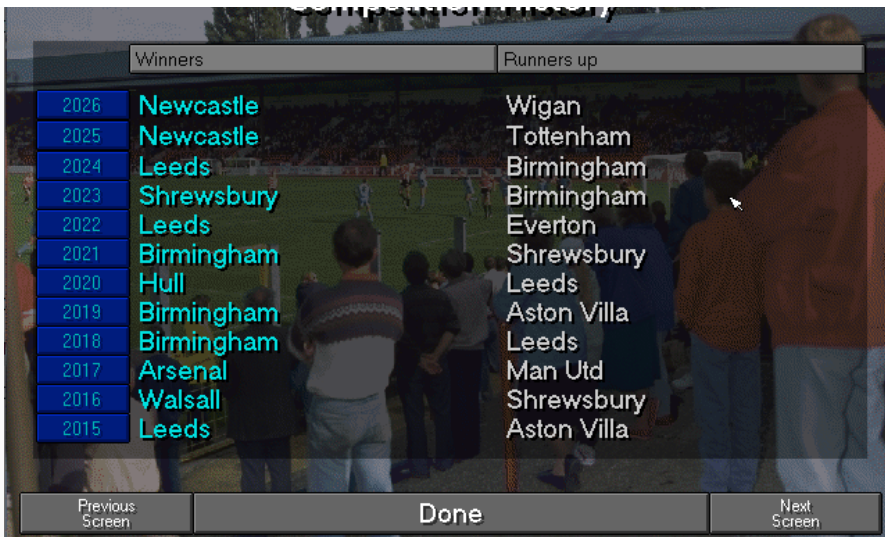 Competition History
Winners Runners up
2026 Newcastle Wigan
2025 Newcastle Tottenham
2024 Leeds Birmingham
2023 Shrewsbury Birmingham
2022 Leeds Everton
2021 Birmingham Shrewsbury
2020 Hull Leeds
2019 Birmingham Aston Villa
2018 Birmingham Leeds
2017 Arsenal Man Utd
2016 Walsall Shrewsbury
2015 Leeds Aston Villa
Previous Screen Done Next Screen